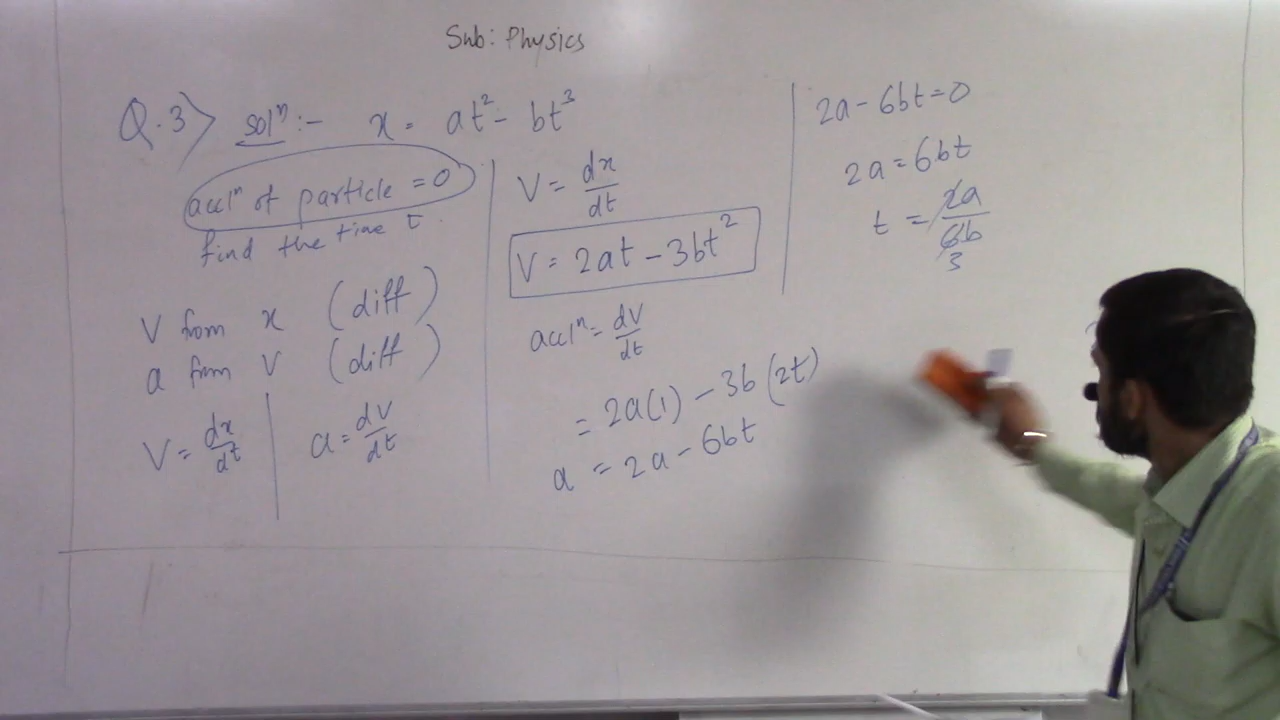 Sub: Physics
Q.3> solⁿ :- x = at² - bt³
acclⁿ of particle = 0
find the time t.
V from x (diff)
a from V (diff)
V = dx/dt
a = dv/dt
V = dx/dt
V = 2at - 3bt²
acclⁿ = dV/dt
= 2a(1) - 3b(2t)
a = 2a - 6bt
2a - 6bt = 0
2a = 6bt
t = 2a/6b
3